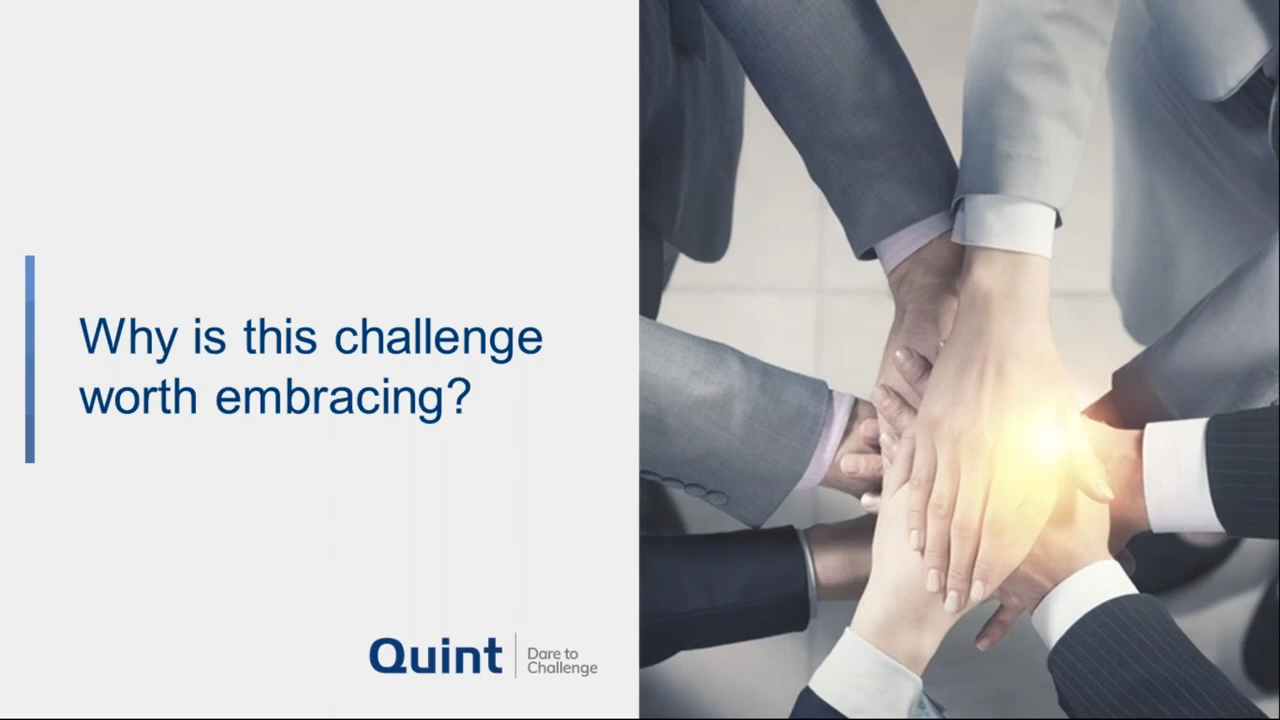 Why is this challenge
worth embracing?
Quint
Dare to
Challenge